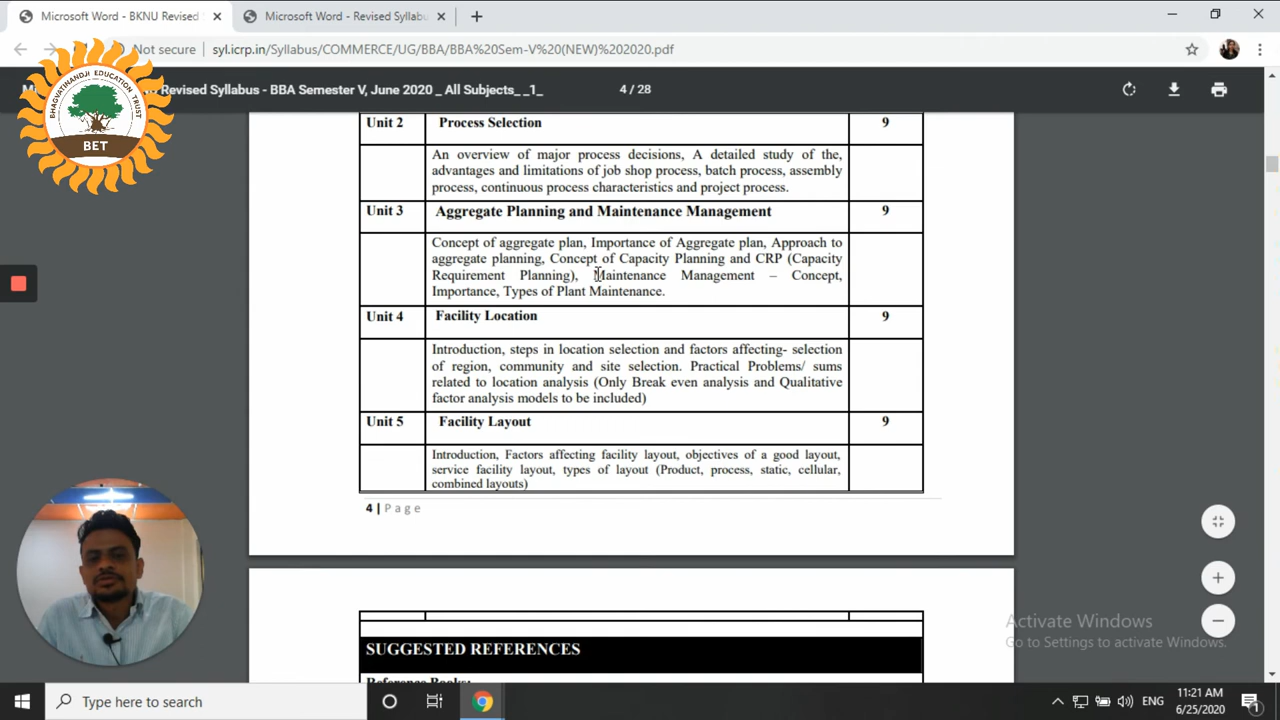 Microsoft Word - BKNU Revised S
Microsoft Word - Revised Syllabu
Not secure
syl.icrp.in/Syllabus/COMMERCE/UG/BBA/BBA%20Sem-V%20(NEW)%202020.pdf
Revised Syllabus - BBA Semester V, June 2020 _ All Subjects_ _1_
4 / 28
BHAGVATINANDJI EDUCATION TRUST
BET
Unit 2 Process Selection 9
An overview of major process decisions, A detailed study of the,
advantages and limitations of job shop process, batch process, assembly
process, continuous process characteristics and project process.
Unit 3 Aggregate Planning and Maintenance Management 9
Concept of aggregate plan, Importance of Aggregate plan, Approach to
aggregate planning, Concept of Capacity Planning and CRP (Capacity
Requirement Planning), Maintenance Management – Concept,
Importance, Types of Plant Maintenance.
Unit 4 Facility Location 9
Introduction, steps in location selection and factors affecting- selection
of region, community and site selection. Practical Problems/ sums
related to location analysis (Only Break even analysis and Qualitative
factor analysis models to be included)
Unit 5 Facility Layout 9
Introduction, Factors affecting facility layout, objectives of a good layout,
service facility layout, types of layout (Product, process, static, cellular,
combined layouts)
4 | Page
SUGGESTED REFERENCES
Reference Books:
Activate Windows
Go to Settings to activate Windows.
Type here to search
ENG
11:21 AM
6/25/2020
1